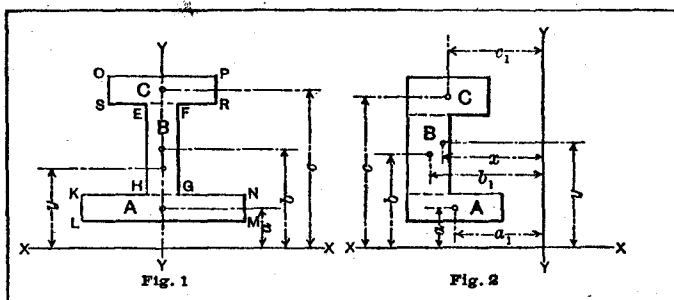 Y Y
O P c₁
C C
S E F R
B B
c c x
b b b₁
y y
H G
K N
A A
L M a a a₁
X X X X
Y Y
Fig. 1 Fig. 2